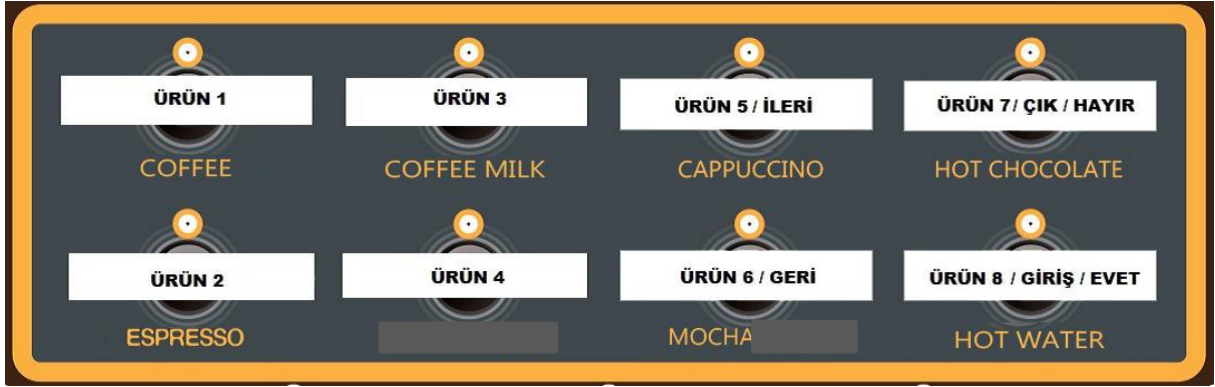 ÜRÜN 1
ÜRÜN 3
ÜRÜN 5 / İLERİ
ÜRÜN 7/ ÇIK / HAYIR
COFFEE
COFFEE MILK
CAPPUCCINO
HOT CHOCOLATE
ÜRÜN 2
ÜRÜN 4
ÜRÜN 6 / GERİ
ÜRÜN 8 / GİRİŞ / EVET
ESPRESSO
MOCHA
HOT WATER